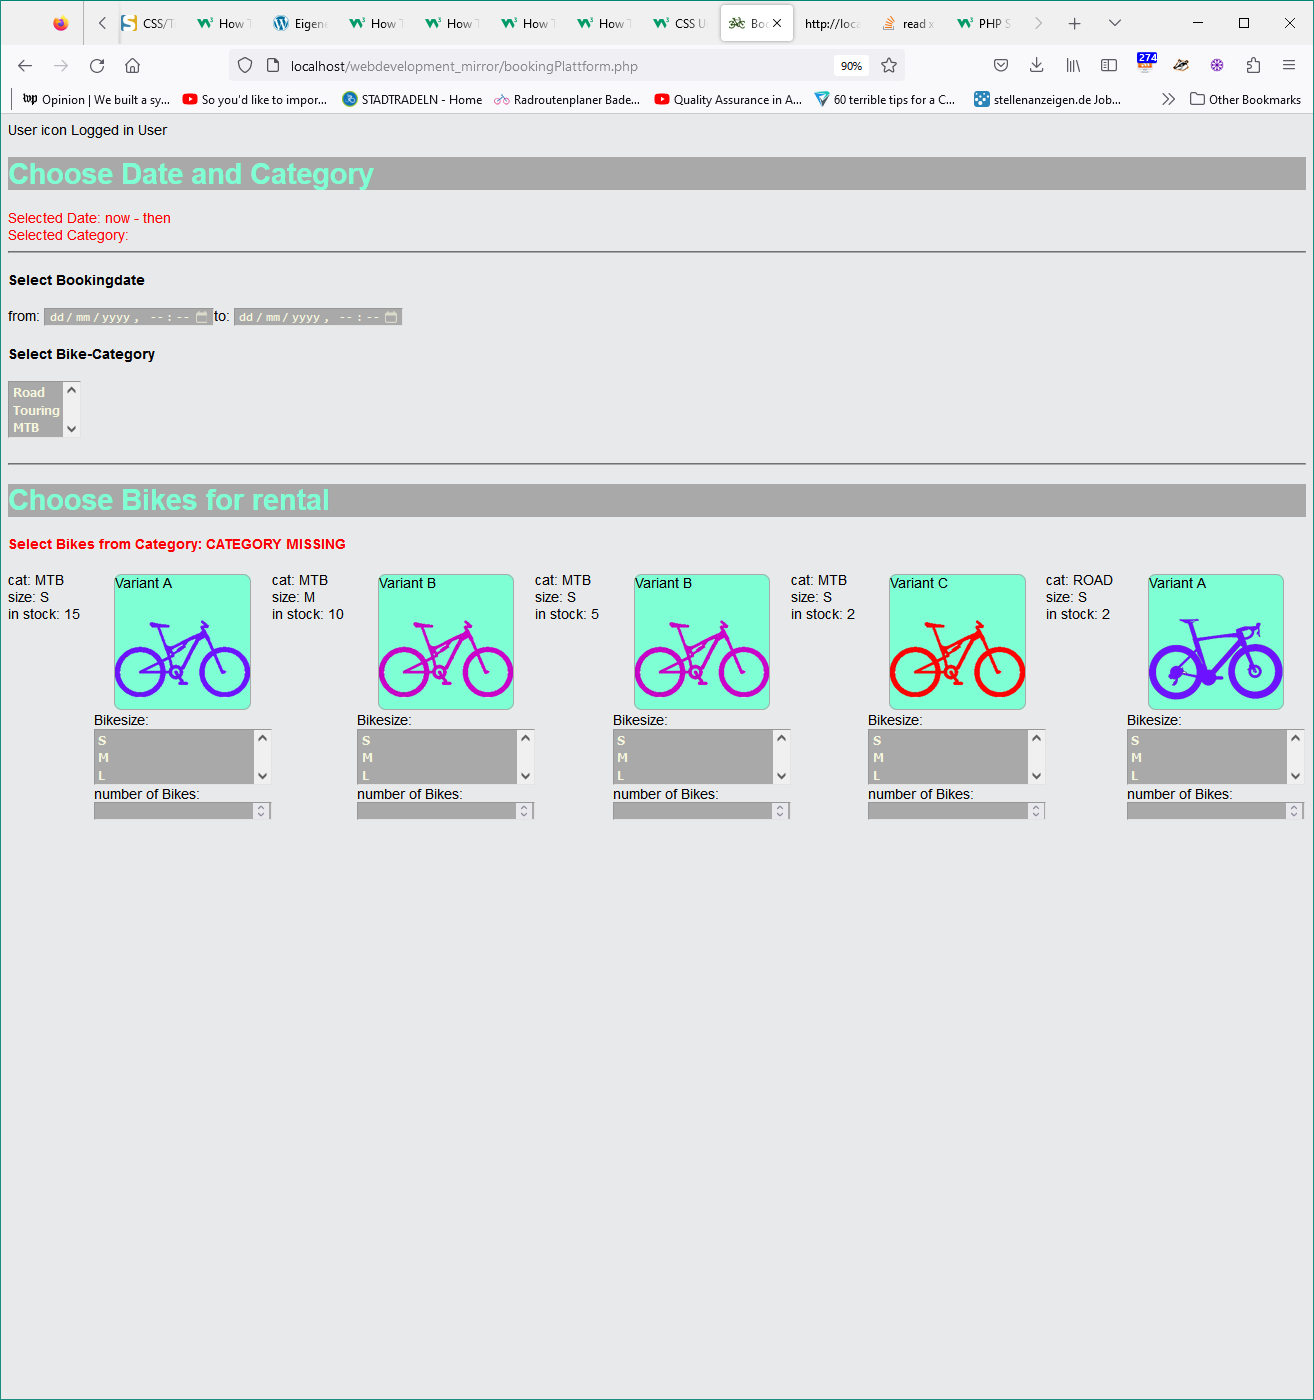 CSS/T
How T
Eigene
How T
How T
How T
How T
CSS U
Boo
http://loca
read x
PHP S
localhost/webdevelopment_mirror/bookingPlattform.php
90%
274
Opinion | We built a sy...
So you'd like to impor...
STADTRADELN - Home
Radroutenplaner Bade...
Quality Assurance in A...
60 terrible tips for a C...
stellenanzeigen.de Job...
Other Bookmarks
User icon Logged in User
Choose Date and Category
Selected Date: now - then
Selected Category:
Select Bookingdate
from: dd/mm/yyyy, --:-- to: dd/mm/yyyy, --:--
Select Bike-Category
Road
Touring
MTB
Choose Bikes for rental
Select Bikes from Category: CATEGORY MISSING
cat: MTB
size: S
in stock: 15
Variant A
Bikesize:
S
M
L
number of Bikes:
cat: MTB
size: M
in stock: 10
Variant B
Bikesize:
S
M
L
number of Bikes:
cat: MTB
size: S
in stock: 5
Variant B
Bikesize:
S
M
L
number of Bikes:
cat: MTB
size: S
in stock: 2
Variant C
Bikesize:
S
M
L
number of Bikes:
cat: ROAD
size: S
in stock: 2
Variant A
Bikesize:
S
M
L
number of Bikes: